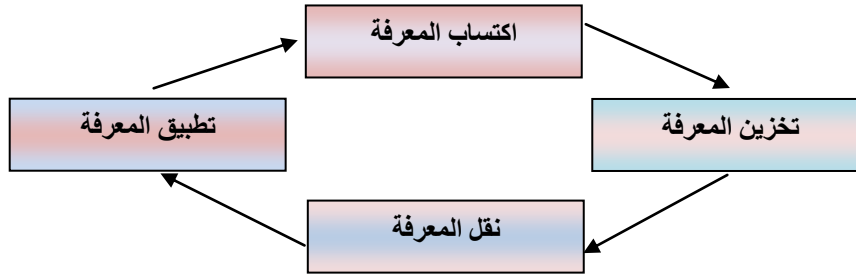 اكتساب المعرفة
تخزين المعرفة
تطبيق المعرفة
نقل المعرفة